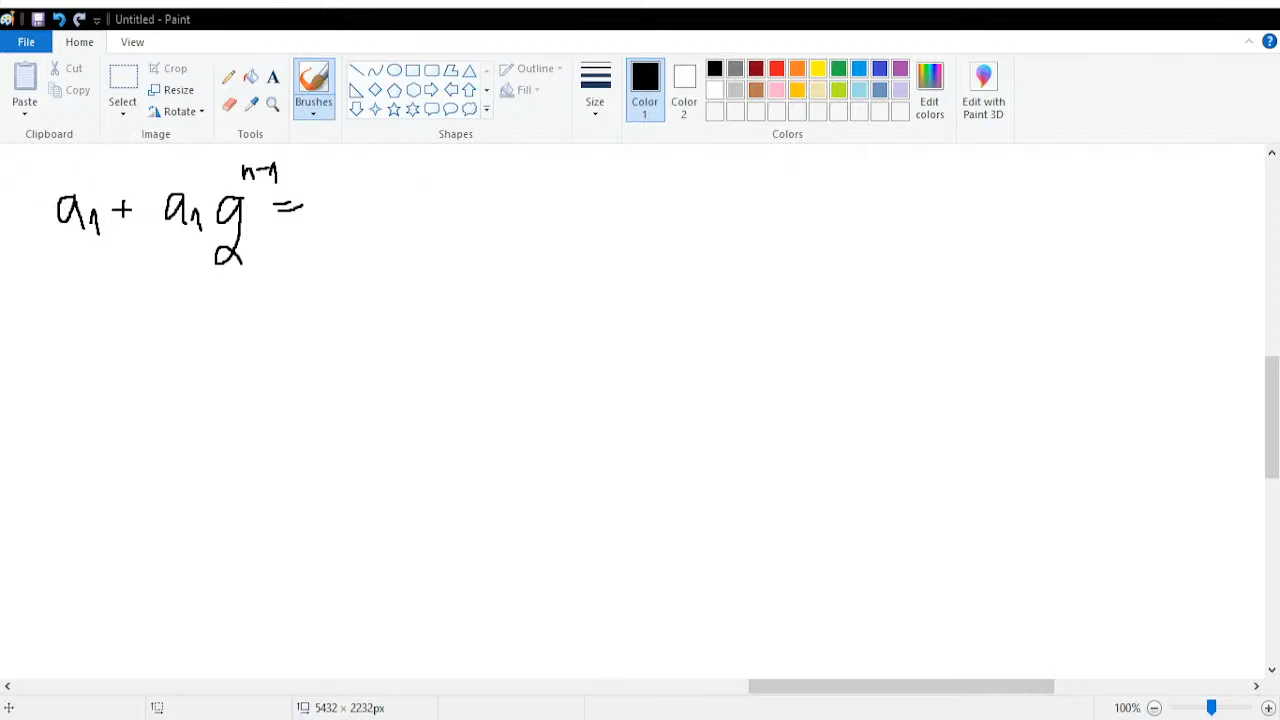 Untitled - Paint
File Home View
Paste Cut Copy Clipboard
Select Crop Resize Rotate Image
A Tools
Brushes
Shapes Outline Fill
Size
Color 1 Color 2 Edit colors Colors
Edit with Paint 3D
n-1
a1 + a1 g =
5432 × 2232px 100%